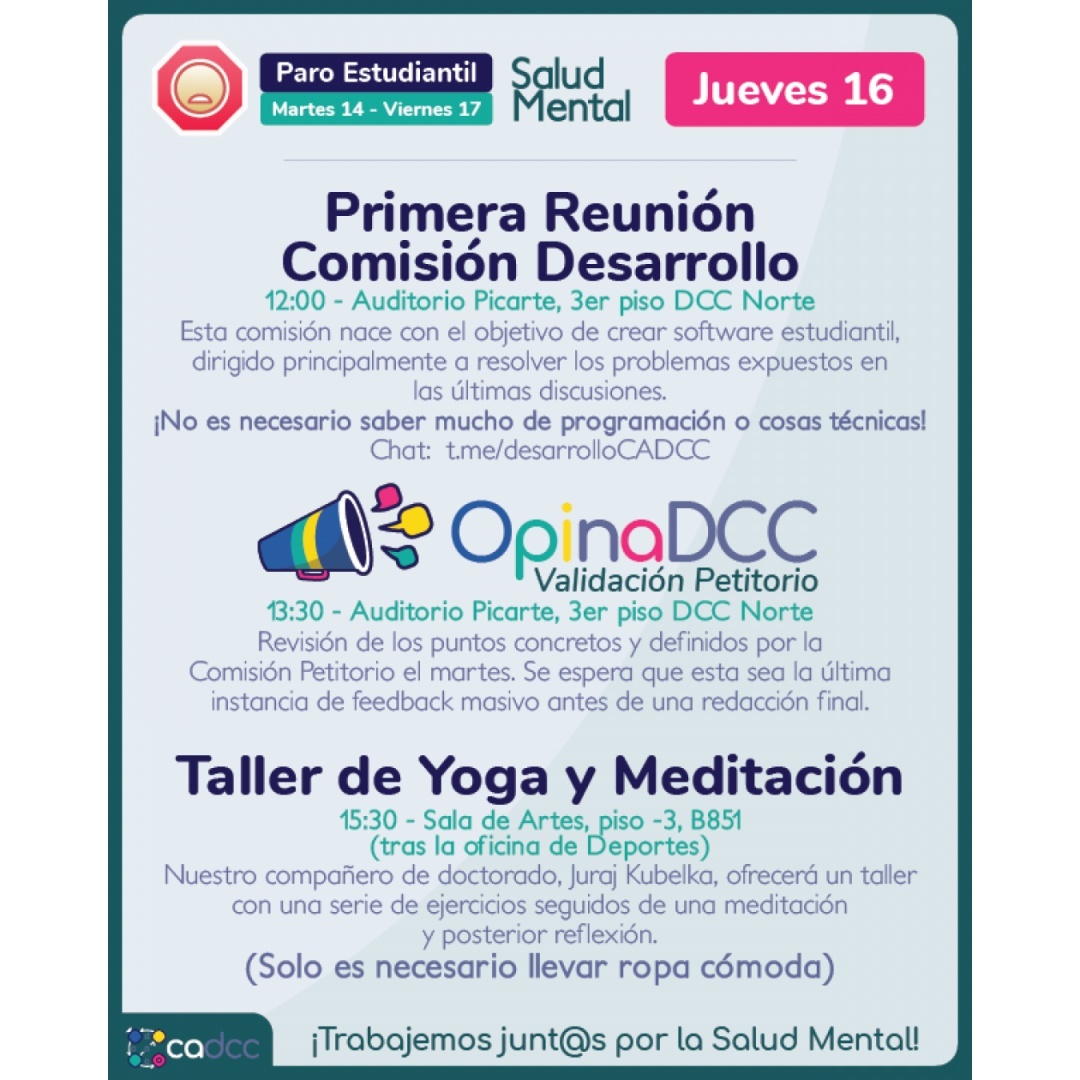 Paro Estudiantil
Martes 14 - Viernes 17
Salud
Mental
Jueves 16
Primera Reunión
Comisión Desarrollo
12:00 - Auditorio Picarte, 3er piso DCC Norte
Esta comisión nace con el objetivo de crear software estudiantil,
dirigido principalmente a resolver los problemas expuestos en
las últimas discusiones.
¡No es necesario saber mucho de programación o cosas técnicas!
Chat: t.me/desarrolloCADCC
OpinaDCC
Validación Petitorio
13:30 - Auditorio Picarte, 3er piso DCC Norte
Revisión de los puntos concretos y definidos por la
Comisión Petitorio el martes. Se espera que esta sea la última
instancia de feedback masivo antes de una redacción final.
Taller de Yoga y Meditación
15:30 - Sala de Artes, piso -3, B851
(tras la oficina de Deportes)
Nuestro compañero de doctorado, Juraj Kubelka, ofrecerá un taller
con una serie de ejercicios seguidos de una meditación
y posterior reflexión.
(Solo es necesario llevar ropa cómoda)
cadcc
¡Trabajemos junt@s por la Salud Mental!